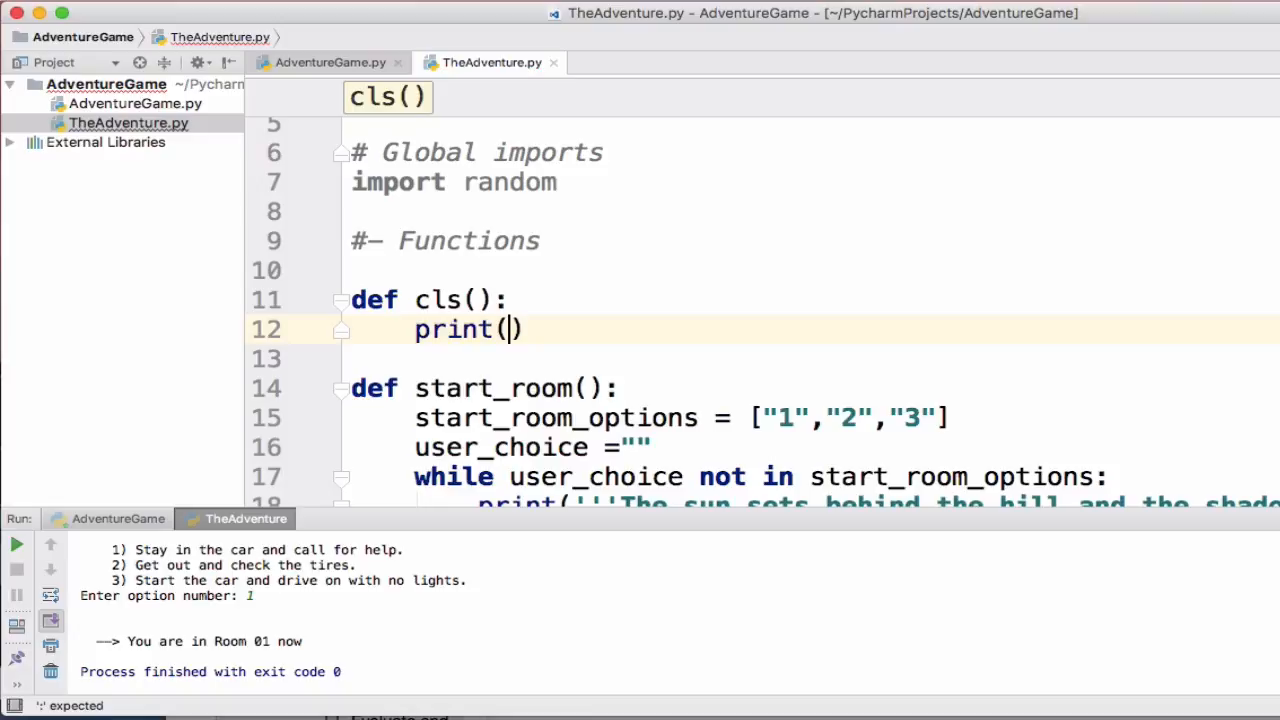 TheAdventure.py - AdventureGame - [~/PycharmProjects/AdventureGame]
AdventureGame TheAdventure.py
Project AdventureGame.py TheAdventure.py
AdventureGame ~/Pycharm
AdventureGame.py
TheAdventure.py
External Libraries
cls()
5
6 # Global imports
7 import random
8
9 #– Functions
10
11 def cls():
12 print()
13
14 def start_room():
15 start_room_options = ["1","2","3"]
16 user_choice =""
17 while user_choice not in start_room_options:
18 print('''The sun sets behind the hill and the shado
Run: AdventureGame TheAdventure
1) Stay in the car and call for help.
2) Get out and check the tires.
3) Start the car and drive on with no lights.
Enter option number: 1
——> You are in Room 01 now
Process finished with exit code 0
':' expected